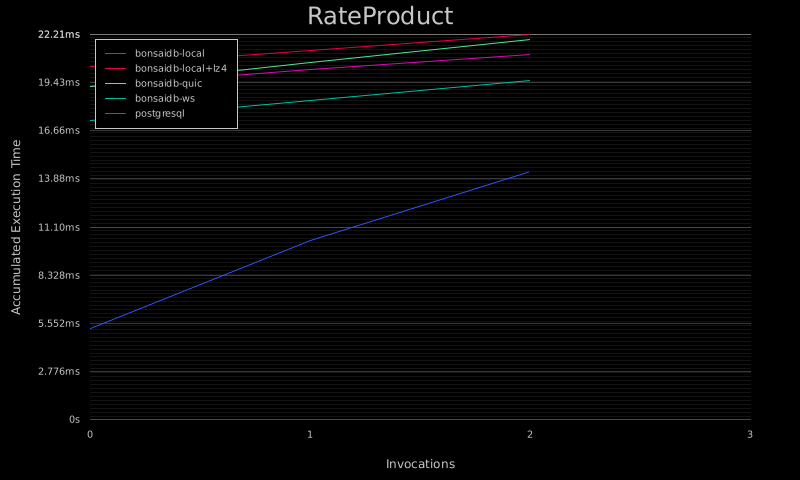 RateProduct
22.21ms
bonsaidb-local
bonsaidb-local+lz4
bonsaidb-quic
bonsaidb-ws
postgresql
19.43ms
16.66ms
13.88ms
11.10ms
8.328ms
5.552ms
2.776ms
0s
Accumulated Execution Time
0 1 2 3
Invocations